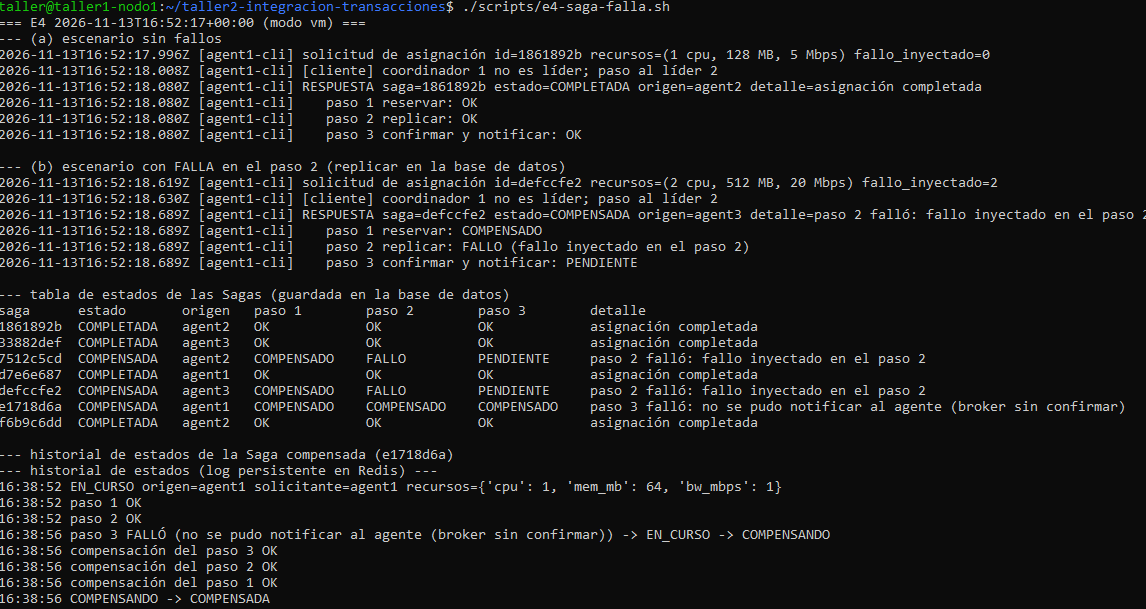 taller@taller1-nodo1:~/taller2-integracion-transacciones$ ./scripts/e4-saga-falla.sh
=== E4 2026-11-13T16:52:17+00:00 (modo vm) ===
--- (a) escenario sin fallos
2026-11-13T16:52:17.996Z [agent1-cli] solicitud de asignación id=1861892b recursos=(1 cpu, 128 MB, 5 Mbps) fallo_inyectado=0
2026-11-13T16:52:18.008Z [agent1-cli] [cliente] coordinador 1 no es líder; paso al líder 2
2026-11-13T16:52:18.080Z [agent1-cli] RESPUESTA saga=1861892b estado=COMPLETADA origen=agent2 detalle=asignación completada
2026-11-13T16:52:18.080Z [agent1-cli]    paso 1 reservar: OK
2026-11-13T16:52:18.080Z [agent1-cli]    paso 2 replicar: OK
2026-11-13T16:52:18.080Z [agent1-cli]    paso 3 confirmar y notificar: OK
--- (b) escenario con FALLA en el paso 2 (replicar en la base de datos)
2026-11-13T16:52:18.619Z [agent1-cli] solicitud de asignación id=defccfe2 recursos=(2 cpu, 512 MB, 20 Mbps) fallo_inyectado=2
2026-11-13T16:52:18.630Z [agent1-cli] [cliente] coordinador 1 no es líder; paso al líder 2
2026-11-13T16:52:18.689Z [agent1-cli] RESPUESTA saga=defccfe2 estado=COMPENSADA origen=agent3 detalle=paso 2 falló: fallo inyectado en el paso 2
2026-11-13T16:52:18.689Z [agent1-cli]    paso 1 reservar: COMPENSADO
2026-11-13T16:52:18.689Z [agent1-cli]    paso 2 replicar: FALLO (fallo inyectado en el paso 2)
2026-11-13T16:52:18.689Z [agent1-cli]    paso 3 confirmar y notificar: PENDIENTE
--- tabla de estados de las Sagas (guardada en la base de datos)
saga      estado      origen   paso 1        paso 2        paso 3        detalle
1861892b  COMPLETADA  agent2   OK            OK            OK            asignación completada
33882def  COMPLETADA  agent3   OK            OK            OK            asignación completada
7512c5cd  COMPENSADA  agent2   COMPENSADO    FALLO         PENDIENTE     paso 2 falló: fallo inyectado en el paso 2
d7e6e687  COMPLETADA  agent1   OK            OK            OK            asignación completada
defccfe2  COMPENSADA  agent3   COMPENSADO    FALLO         PENDIENTE     paso 2 falló: fallo inyectado en el paso 2
e1718d6a  COMPENSADA  agent1   COMPENSADO    COMPENSADO    COMPENSADO    paso 3 falló: no se pudo notificar al agente (broker sin confirmar)
f6b9c6dd  COMPLETADA  agent2   OK            OK            OK            asignación completada
--- historial de estados de la Saga compensada (e1718d6a)
--- historial de estados (log persistente en Redis) ---
16:38:52 EN_CURSO origen=agent1 solicitante=agent1 recursos={'cpu': 1, 'mem_mb': 64, 'bw_mbps': 1}
16:38:52 paso 1 OK
16:38:52 paso 2 OK
16:38:56 paso 3 FALLÓ (no se pudo notificar al agente (broker sin confirmar)) -> EN_CURSO -> COMPENSANDO
16:38:56 compensación del paso 3 OK
16:38:56 compensación del paso 2 OK
16:38:56 compensación del paso 1 OK
16:38:56 COMPENSANDO -> COMPENSADA